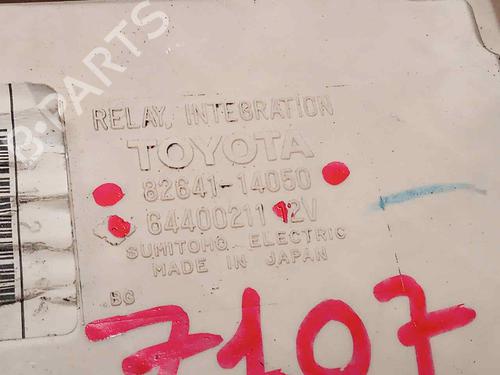 B-PARTS
RELAY, INTEGRATION
TOYOTA
82641-14050
64400211 12V
SUMITOMO ELECTRIC
MADE IN JAPAN
BG
7107